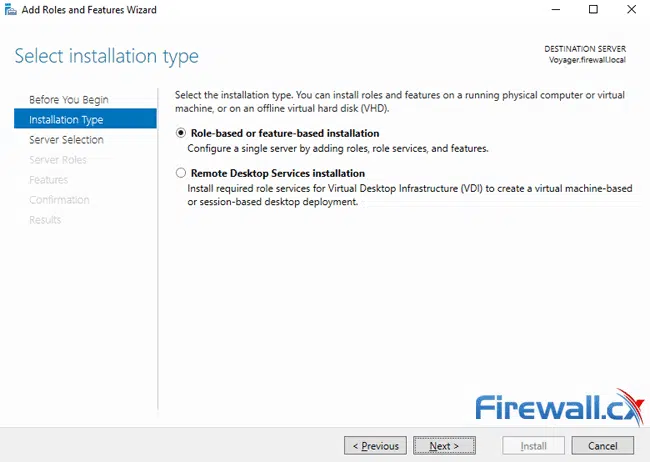 Add Roles and Features Wizard
Select installation type
DESTINATION SERVER
Voyager.firewall.local
Before You Begin
Installation Type
Server Selection
Server Roles
Features
Confirmation
Results
Select the installation type. You can install roles and features on a running physical computer or virtual
machine, or on an offline virtual hard disk (VHD).
Role-based or feature-based installation
Configure a single server by adding roles, role services, and features.
Remote Desktop Services installation
Install required role services for Virtual Desktop Infrastructure (VDI) to create a virtual machine-based
or session-based desktop deployment.
Firewall.cx
< Previous
Next >
Install
Cancel